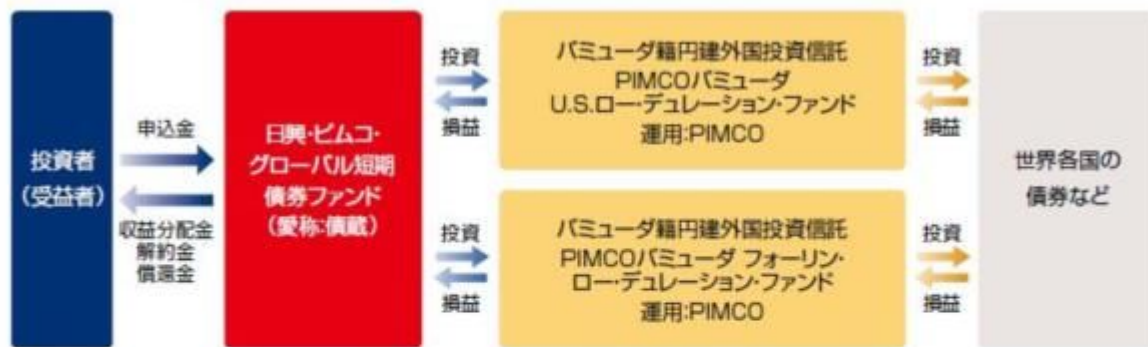 投資者
(受益者)
申込金
収益分配金
解約金
償還金
日興・ピムコ・
グローバル短期
債券ファンド
(愛称:債蔵)
投資
損益
バミューダ籍円建外国投資信託
PIMCOバミューダ
U.S.ロー・デュレーション・ファンド
運用:PIMCO
投資
損益
投資
損益
バミューダ籍円建外国投資信託
PIMCOバミューダ フォーリン・
ロー・デュレーション・ファンド
運用:PIMCO
投資
損益
世界各国の
債券など